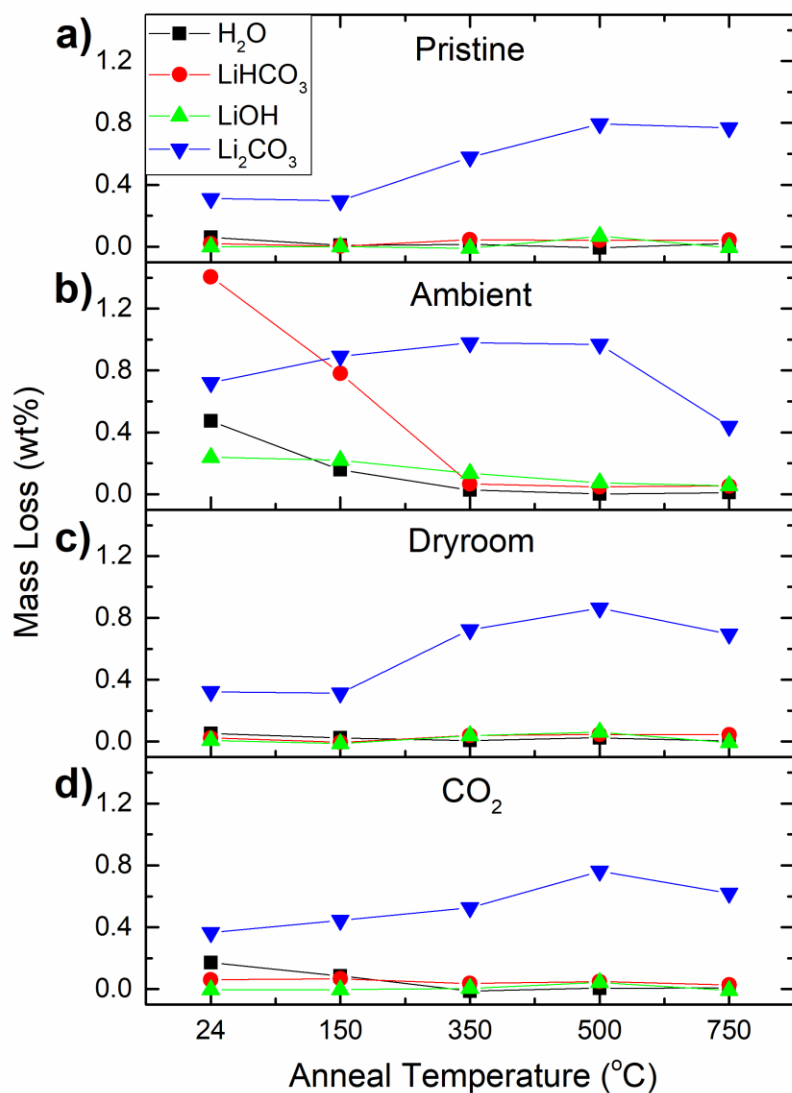 a)
Pristine
H₂O
LiHCO₃
LiOH
Li₂CO₃
1.2
0.8
0.4
0.0
b)
Ambient
1.2
0.8
0.4
0.0
c)
Dryroom
1.2
0.8
0.4
0.0
d)
CO₂
1.2
0.8
0.4
0.0
Mass Loss (wt%)
24 150 350 500 750
Anneal Temperature (°C)